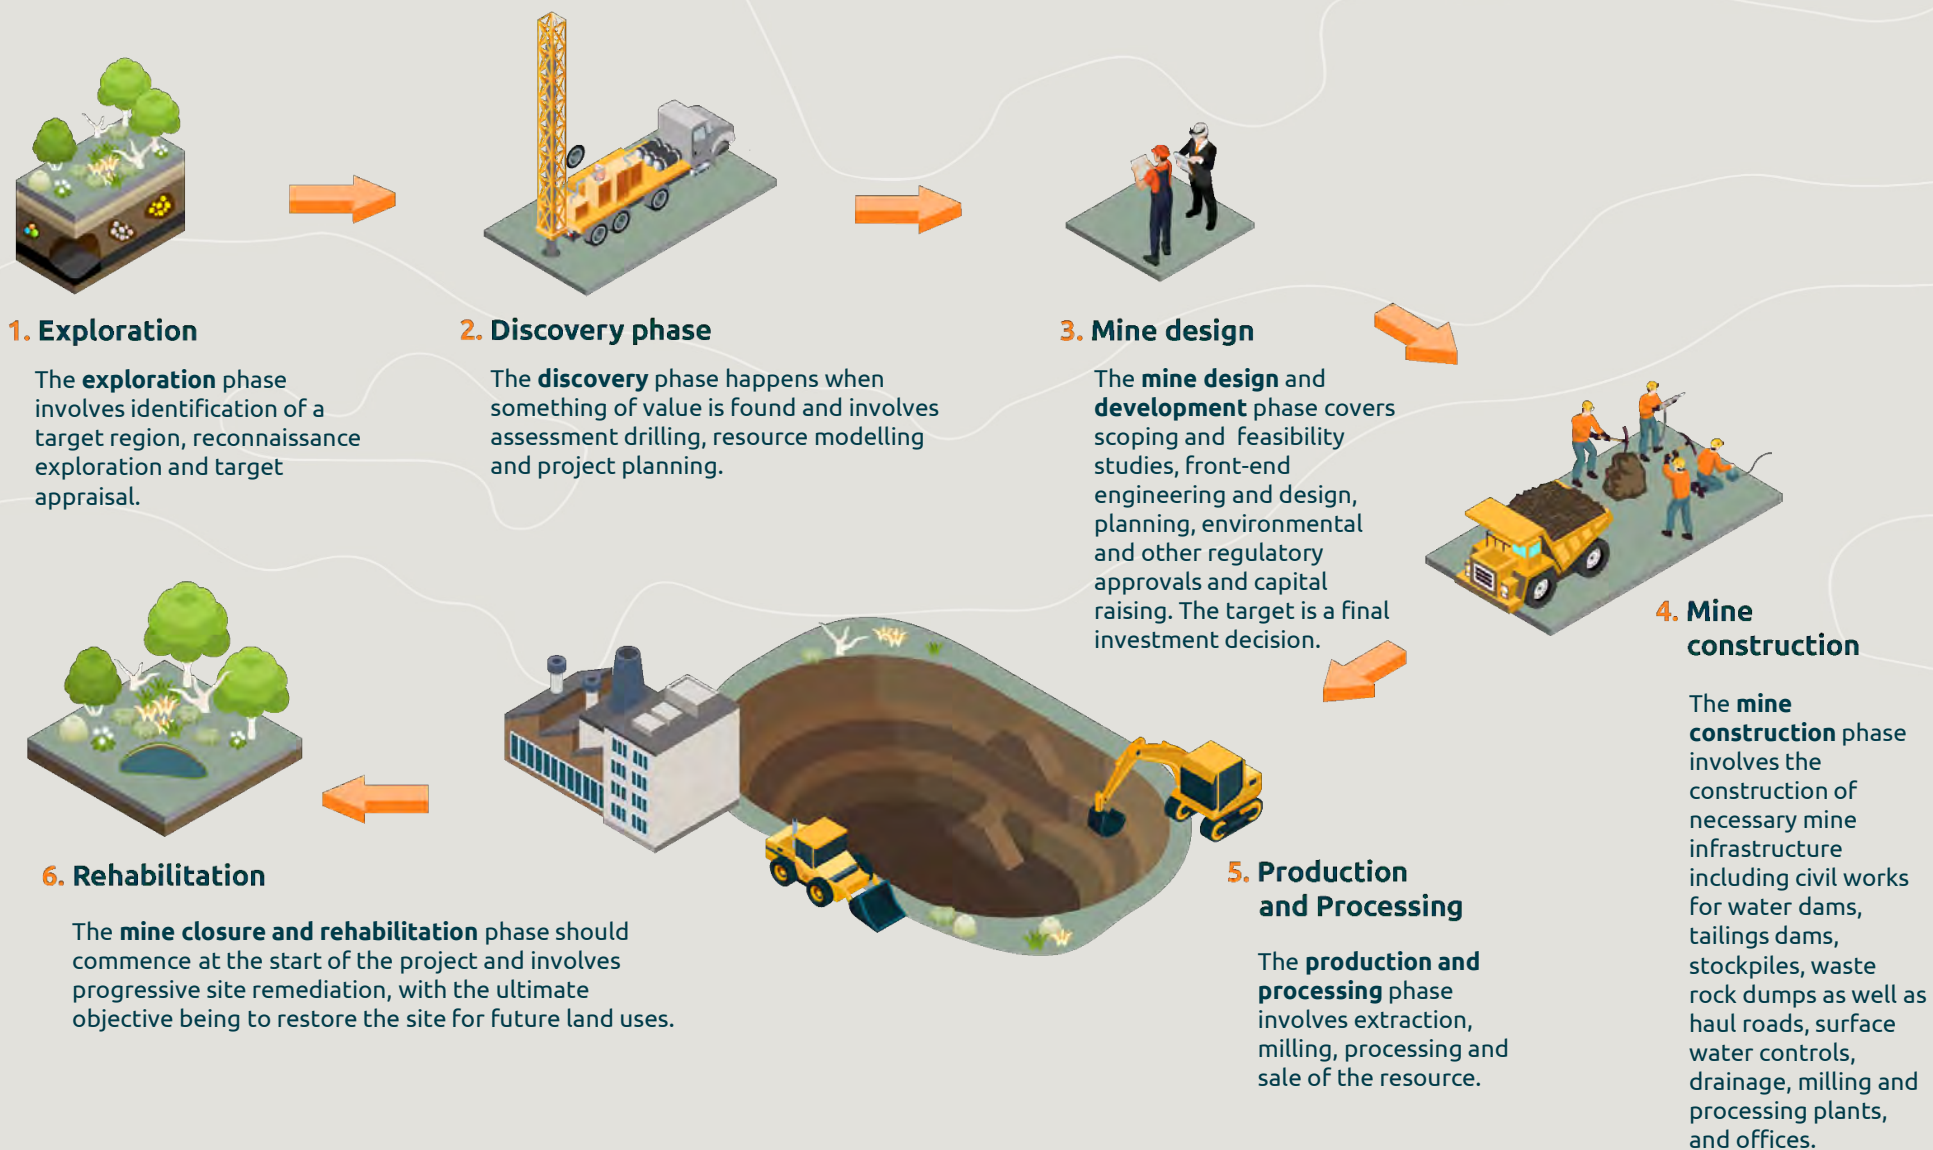 1. Exploration
The exploration phase
involves identification of a
target region, reconnaissance
exploration and target
appraisal.
2. Discovery phase
The discovery phase happens when
something of value is found and involves
assessment drilling, resource modelling
and project planning.
3. Mine design
The mine design and
development phase covers
scoping and feasibility
studies, front-end
engineering and design,
planning, environmental
and other regulatory
approvals and capital
raising. The target is a final
investment decision.
4. Mine
construction
The mine
construction phase
involves the
construction of
necessary mine
infrastructure
including civil works
for water dams,
tailings dams,
stockpiles, waste
rock dumps as well as
haul roads, surface
water controls,
drainage, milling and
processing plants,
and offices.
5. Production
and Processing
The production and
processing phase
involves extraction,
milling, processing and
sale of the resource.
6. Rehabilitation
The mine closure and rehabilitation phase should
commence at the start of the project and involves
progressive site remediation, with the ultimate
objective being to restore the site for future land uses.